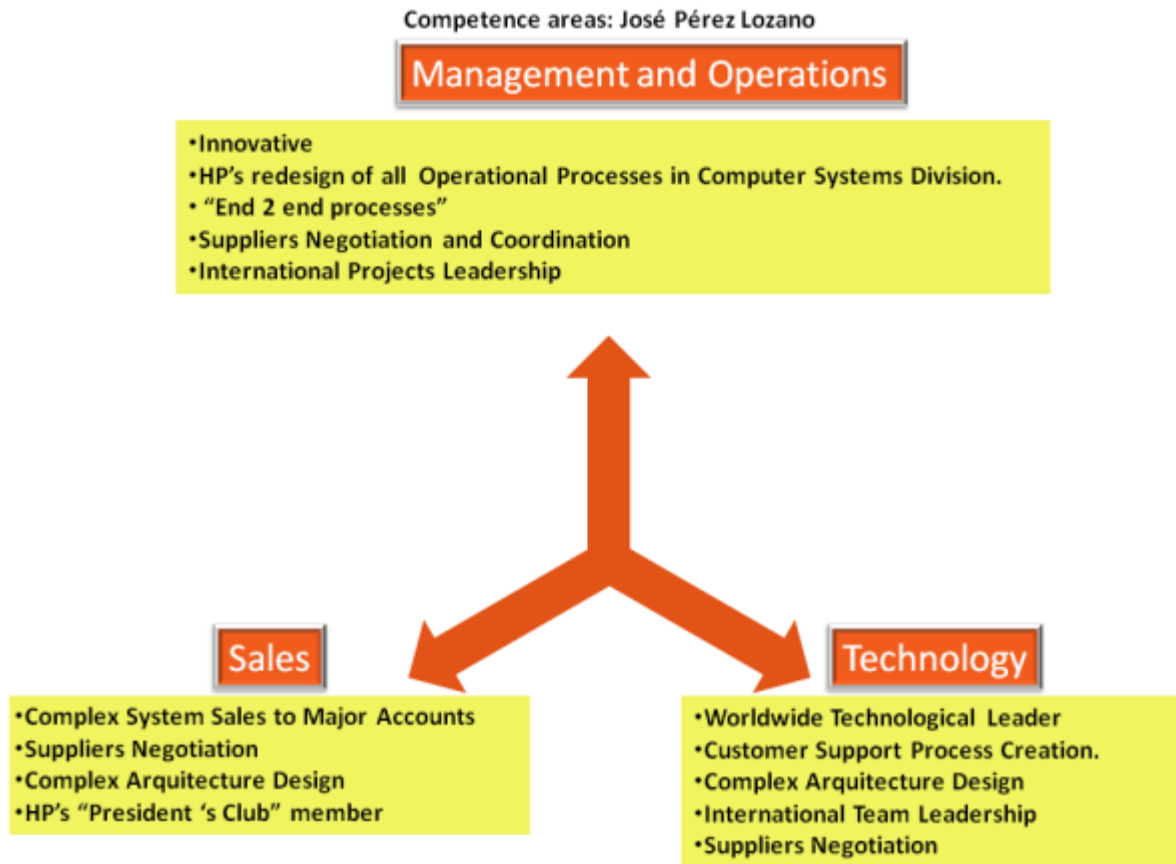 Competence areas: José Pérez Lozano
Management and Operations
•Innovative
•HP's redesign of all Operational Processes in Computer Systems Division.
• “End 2 end processes”
•Suppliers Negotiation and Coordination
•International Projects Leadership
Sales
•Complex System Sales to Major Accounts
•Suppliers Negotiation
•Complex Arquitecture Design
•HP's “President 's Club” member
Technology
•Worldwide Technological Leader
•Customer Support Process Creation.
•Complex Arquitecture Design
•International Team Leadership
•Suppliers Negotiation